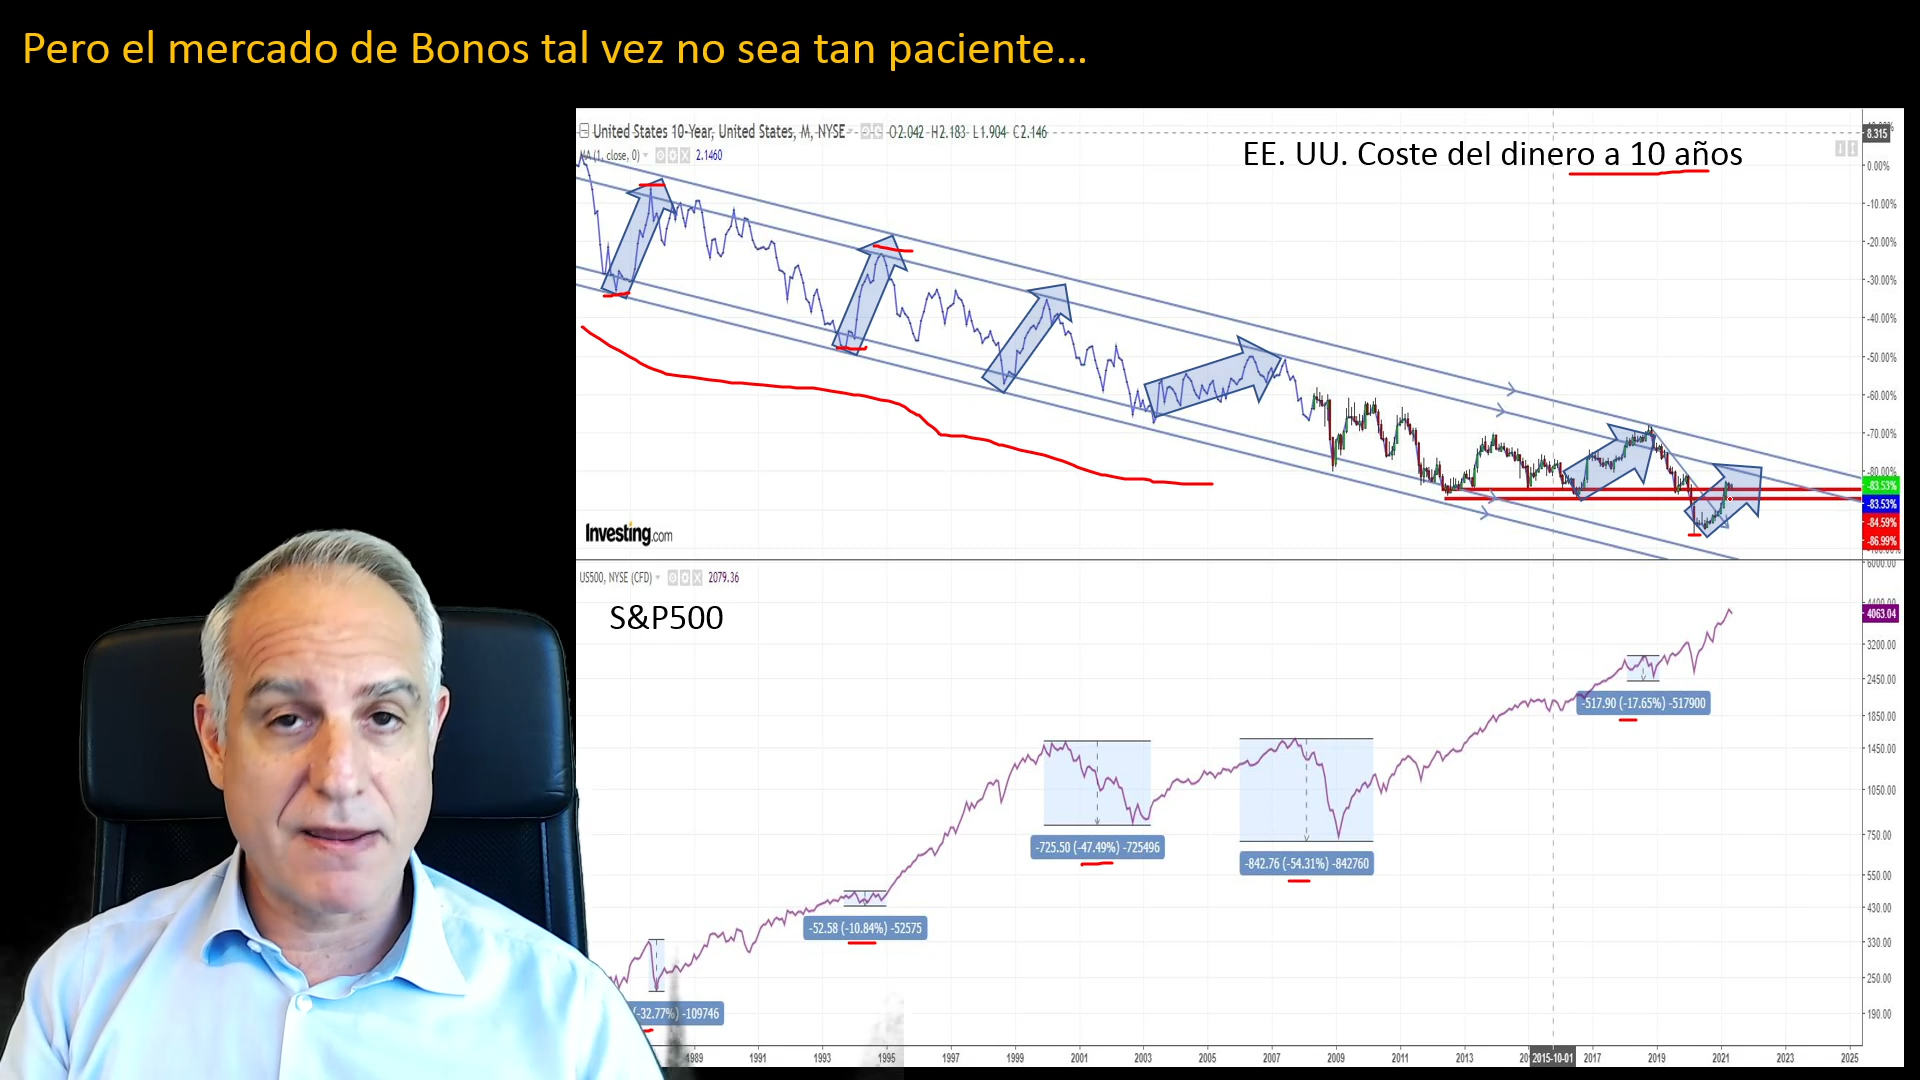 Pero el mercado de Bonos tal vez no sea tan paciente...
United States 10-Year, United States, M, NYSE O2.042 H2.183 L1.904 C2.146
(1, close, 0) 2.1460
EE. UU. Coste del dinero a 10 años
8.315
0.00%
-10.00%
-20.00%
-30.00%
-40.00%
-50.00%
-60.00%
-70.00%
-80.00%
-83.53%
-83.53%
-84.59%
-86.99%
Investing.com
US500, NYSE (CFD) 2079.36
S&P500
6000.00
4400.00
4063.04
3200.00
2450.00
1850.00
1450.00
1050.00
750.00
550.00
430.00
330.00
250.00
190.00
-517.90 (-17.65%) -517900
-725.50 (-47.49%) -725496
-842.76 (-54.31%) -842760
-52.58 (-10.84%) -52575
(-32.77%) -109746
1989 1991 1993 1995 1997 1999 2001 2003 2005 2007 2009 2011 2013 2015-10-01 2017 2019 2021 2023 2025